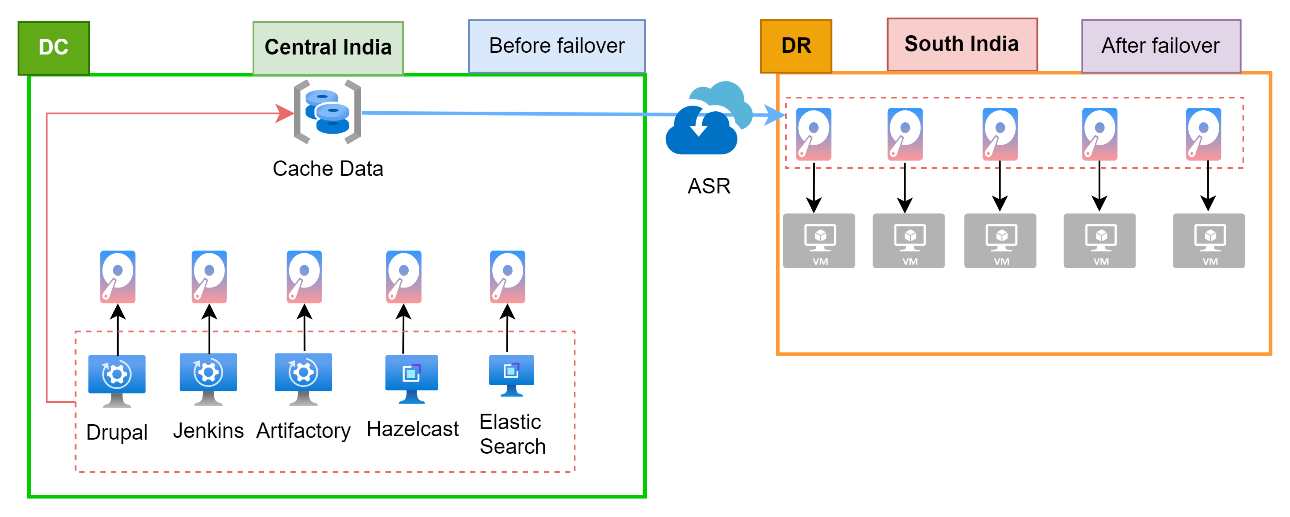 DC
Central India
Before failover
DR
South India
After failover
Cache Data
ASR
VM
VM
VM
VM
VM
Drupal
Jenkins
Artifactory
Hazelcast
Elastic
Search